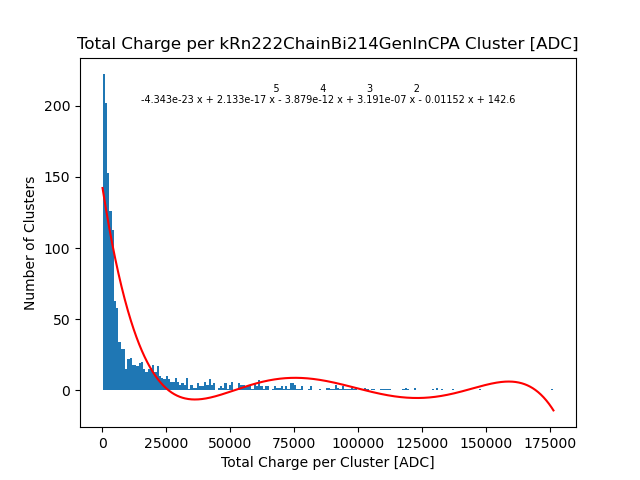 Total Charge per kRn222ChainBi214GenInCPA Cluster [ADC]
5 4 3 2
-4.343e-23 x + 2.133e-17 x - 3.879e-12 x + 3.191e-07 x - 0.01152 x + 142.6
200
150
100
50
0
Number of Clusters
0 25000 50000 75000 100000 125000 150000 175000
Total Charge per Cluster [ADC]